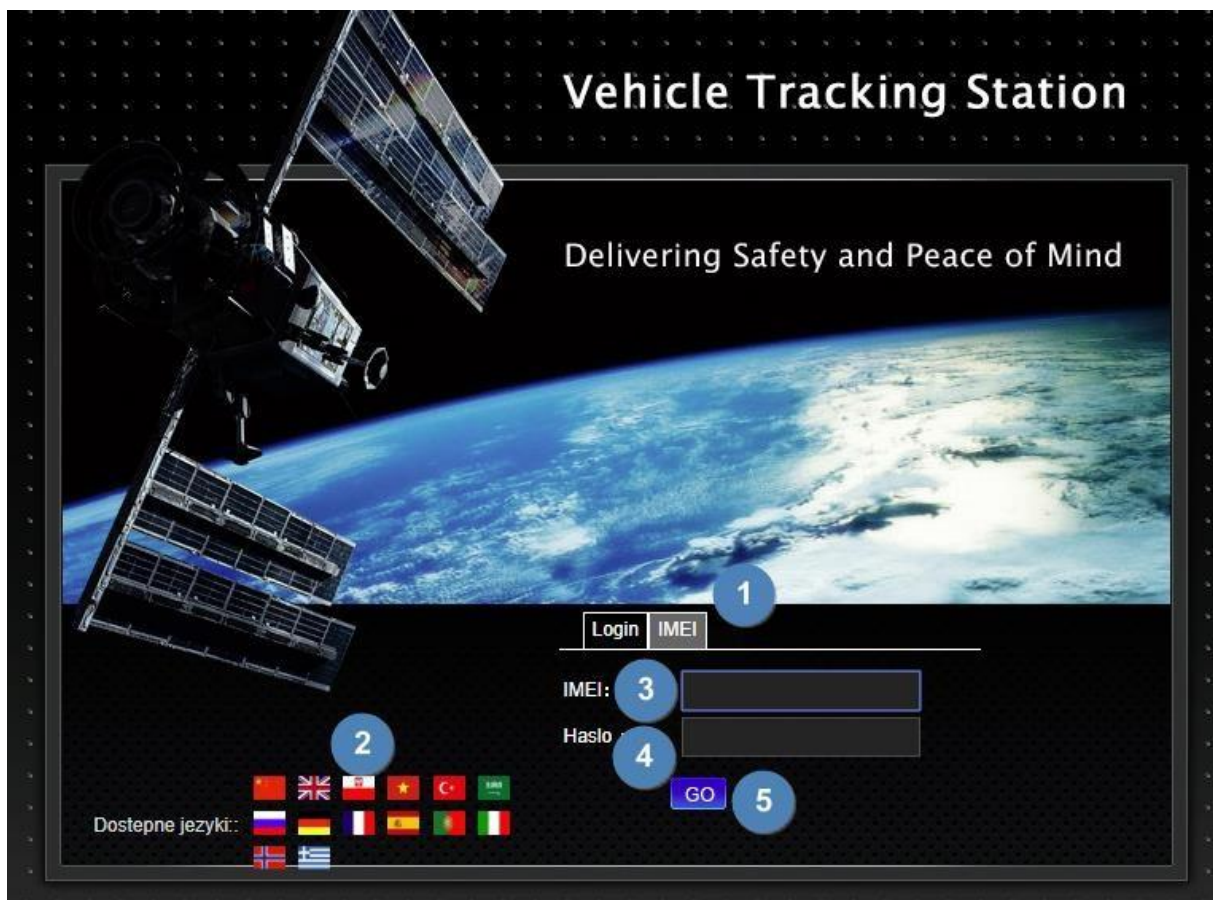 Vehicle Tracking Station
Delivering Safety and Peace of Mind
1
Login IMEI
IMEI: 3
Haslo : 4
2
GO 5
Dostepne jezyki::